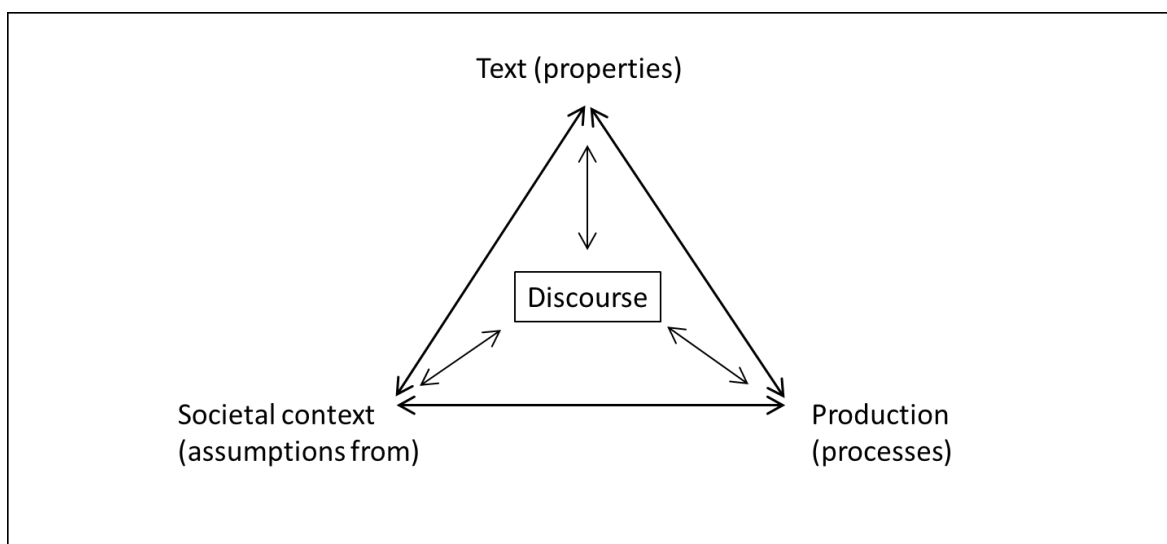 Text (properties)
Discourse
Societal context
(assumptions from)
Production
(processes)